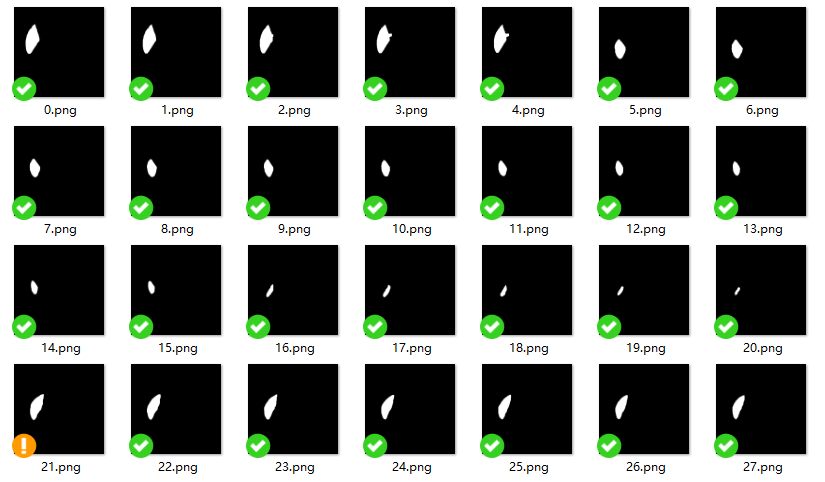 0.png 1.png 2.png 3.png 4.png 5.png 6.png
7.png 8.png 9.png 10.png 11.png 12.png 13.png
14.png 15.png 16.png 17.png 18.png 19.png 20.png
21.png 22.png 23.png 24.png 25.png 26.png 27.png